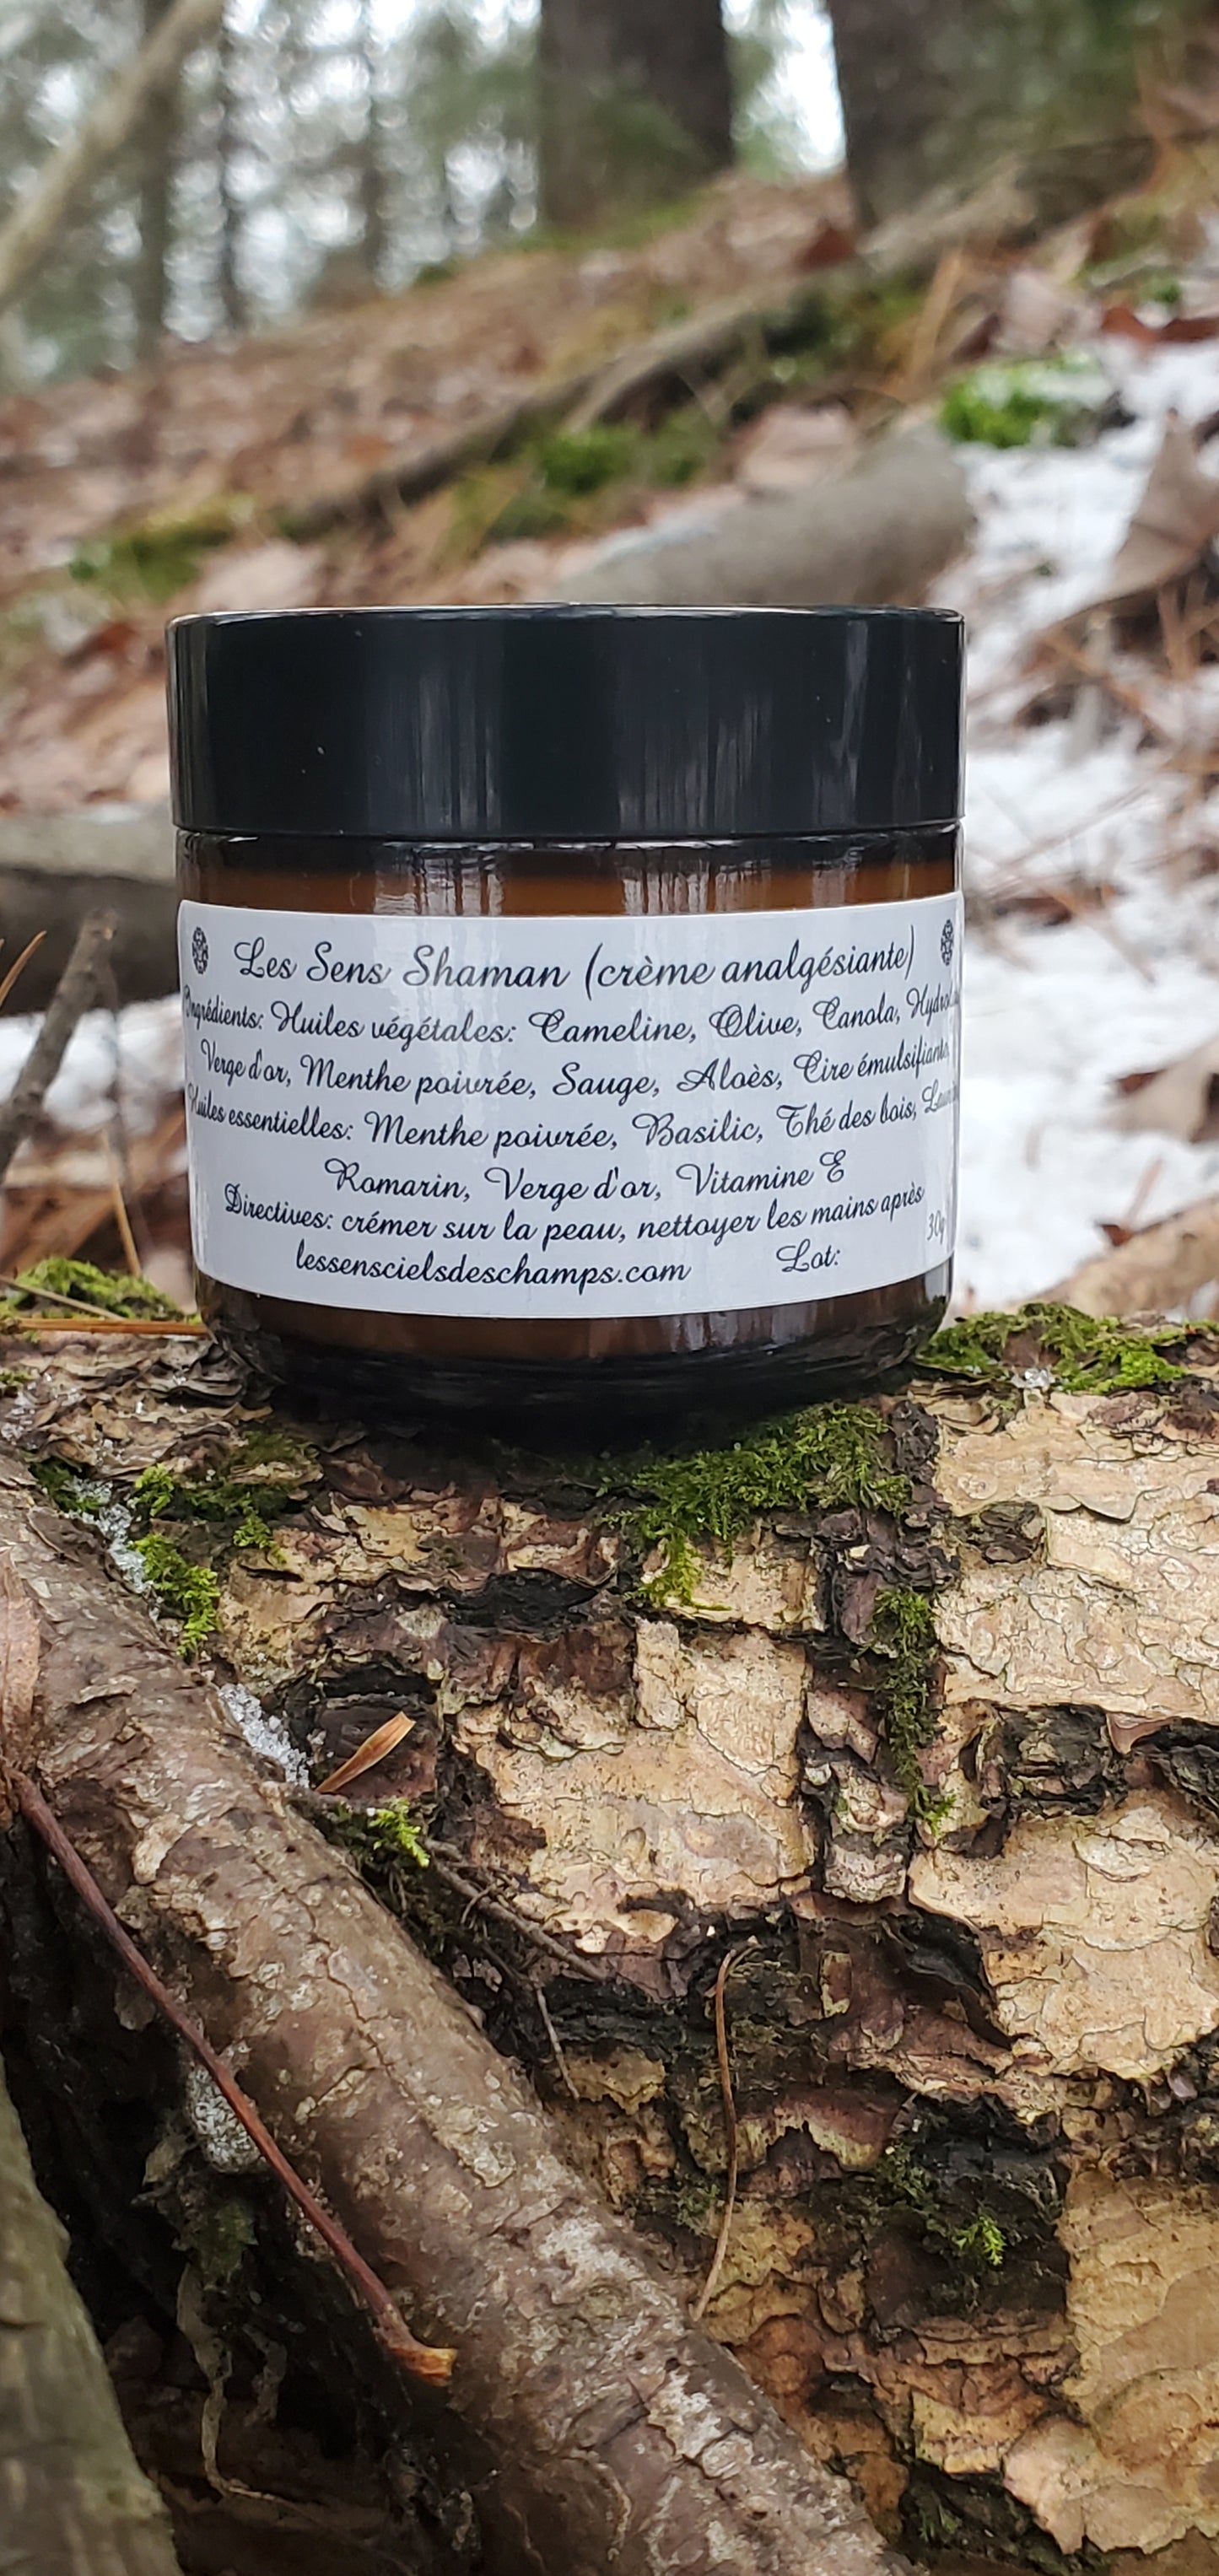 Les Sens Shaman (crème analgésiante)
Ingrédients: Huiles végétales: Cameline, Olive, Canola,
Verge d'or, Menthe poivrée, Sauge, Aloès, Cire émulsifiante,
Huiles essentielles: Menthe poivrée, Basilic, Thé des bois,
Romarin, Verge d'or, Vitamine E
Directives: crémer sur la peau, nettoyer les mains après
30g
lessenscielsdeschamps.com Lot: